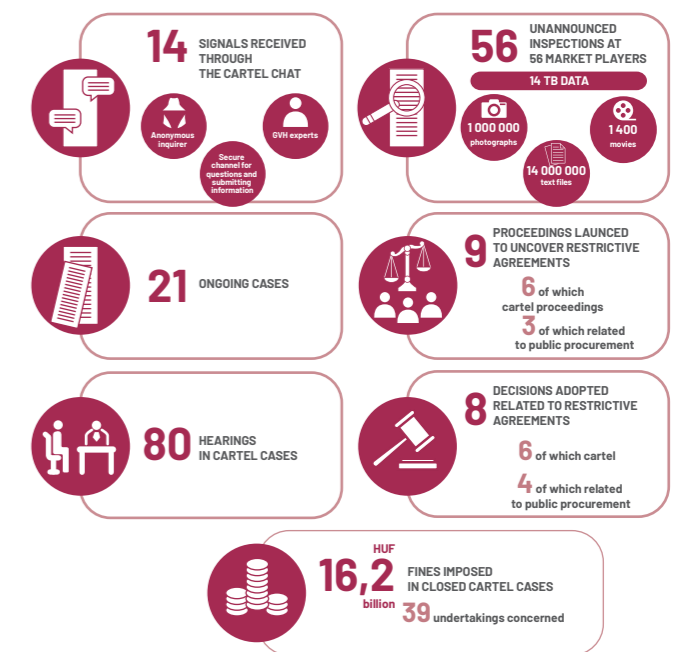 14
SIGNALS RECEIVED
THROUGH
THE CARTEL CHAT
Anonymous
inquirer
GVH experts
Secure
channel for
questions and
submitting
information
56
UNANNOUNCED
INSPECTIONS AT
56 MARKET PLAYERS
14 TB DATA
1 000 000
photographs
1 400
movies
14 000 000
text files
21
ONGOING CASES
9
PROCEEDINGS LAUNCED
TO UNCOVER RESTRICTIVE
AGREEMENTS
6 of which
cartel proceedings
3 of which related
to public procurement
80
HEARINGS
IN CARTEL CASES
8
DECISIONS ADOPTED
RELATED TO RESTRICTIVE
AGREEMENTS
6 of which cartel
4 of which related
to public procurement
HUF
16,2
billion
FINES IMPOSED
IN CLOSED CARTEL CASES
39 undertakings concerned